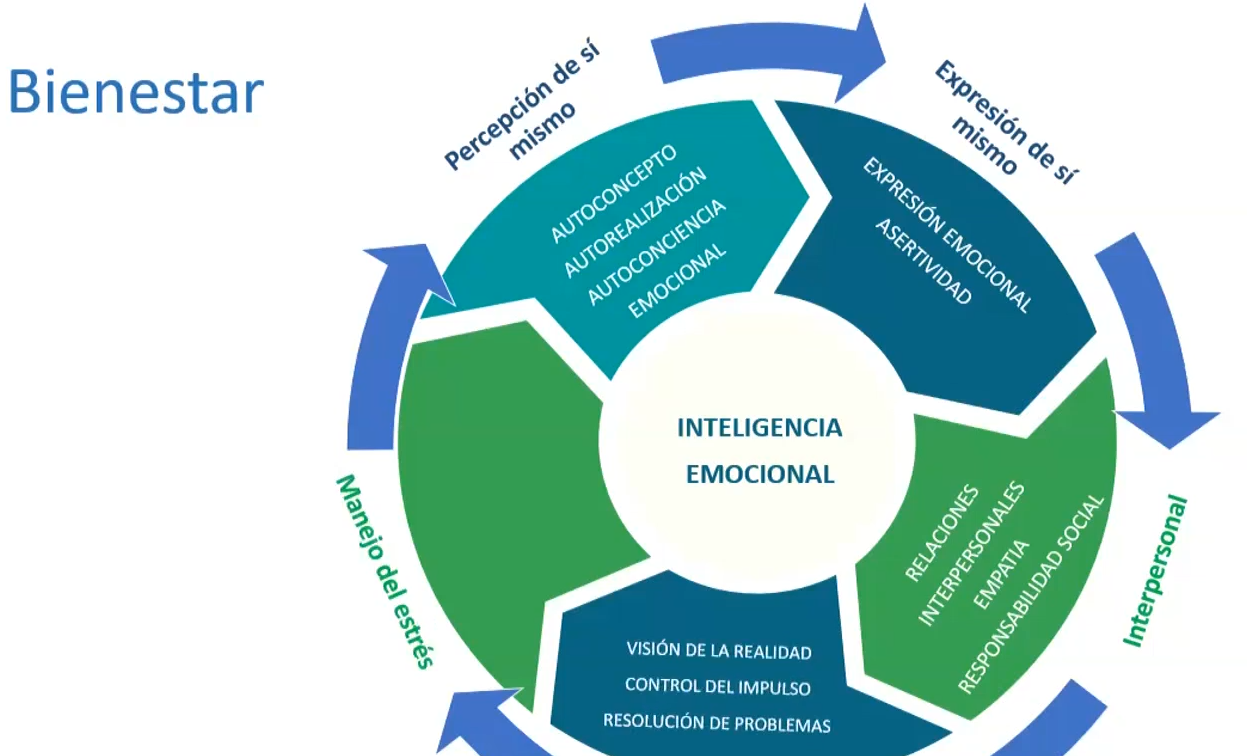 Bienestar
Percepción de sí
mismo
Expresión de sí
mismo
AUTOCONCEPTO
AUTOREALIZACIÓN
AUTOCONCIENCIA
EMOCIONAL
EXPRESIÓN EMOCIONAL
ASERTIVIDAD
INTELIGENCIA
EMOCIONAL
RELACIONES
INTERPERSONALES
EMPATIA
RESPONSABILIDAD SOCIAL
Interpersonal
VISIÓN DE LA REALIDAD
CONTROL DEL IMPULSO
RESOLUCIÓN DE PROBLEMAS
Manejo del estrés